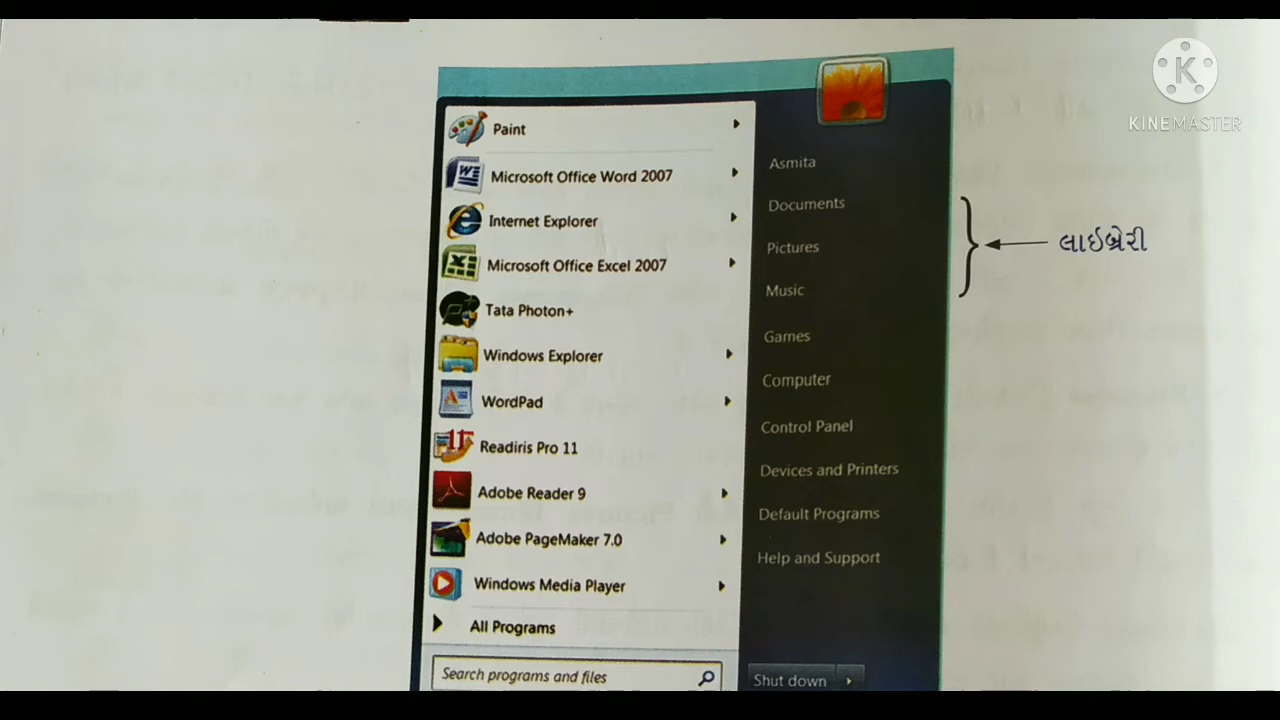 KINEMASTER
Paint
Microsoft Office Word 2007
Internet Explorer
Microsoft Office Excel 2007
Tata Photon+
Windows Explorer
WordPad
Readiris Pro 11
Adobe Reader 9
Adobe PageMaker 7.0
Windows Media Player
All Programs
Search programs and files
Asmita
Documents
Pictures
Music
Games
Computer
Control Panel
Devices and Printers
Default Programs
Help and Support
Shut down
લાઇબ્રેરી